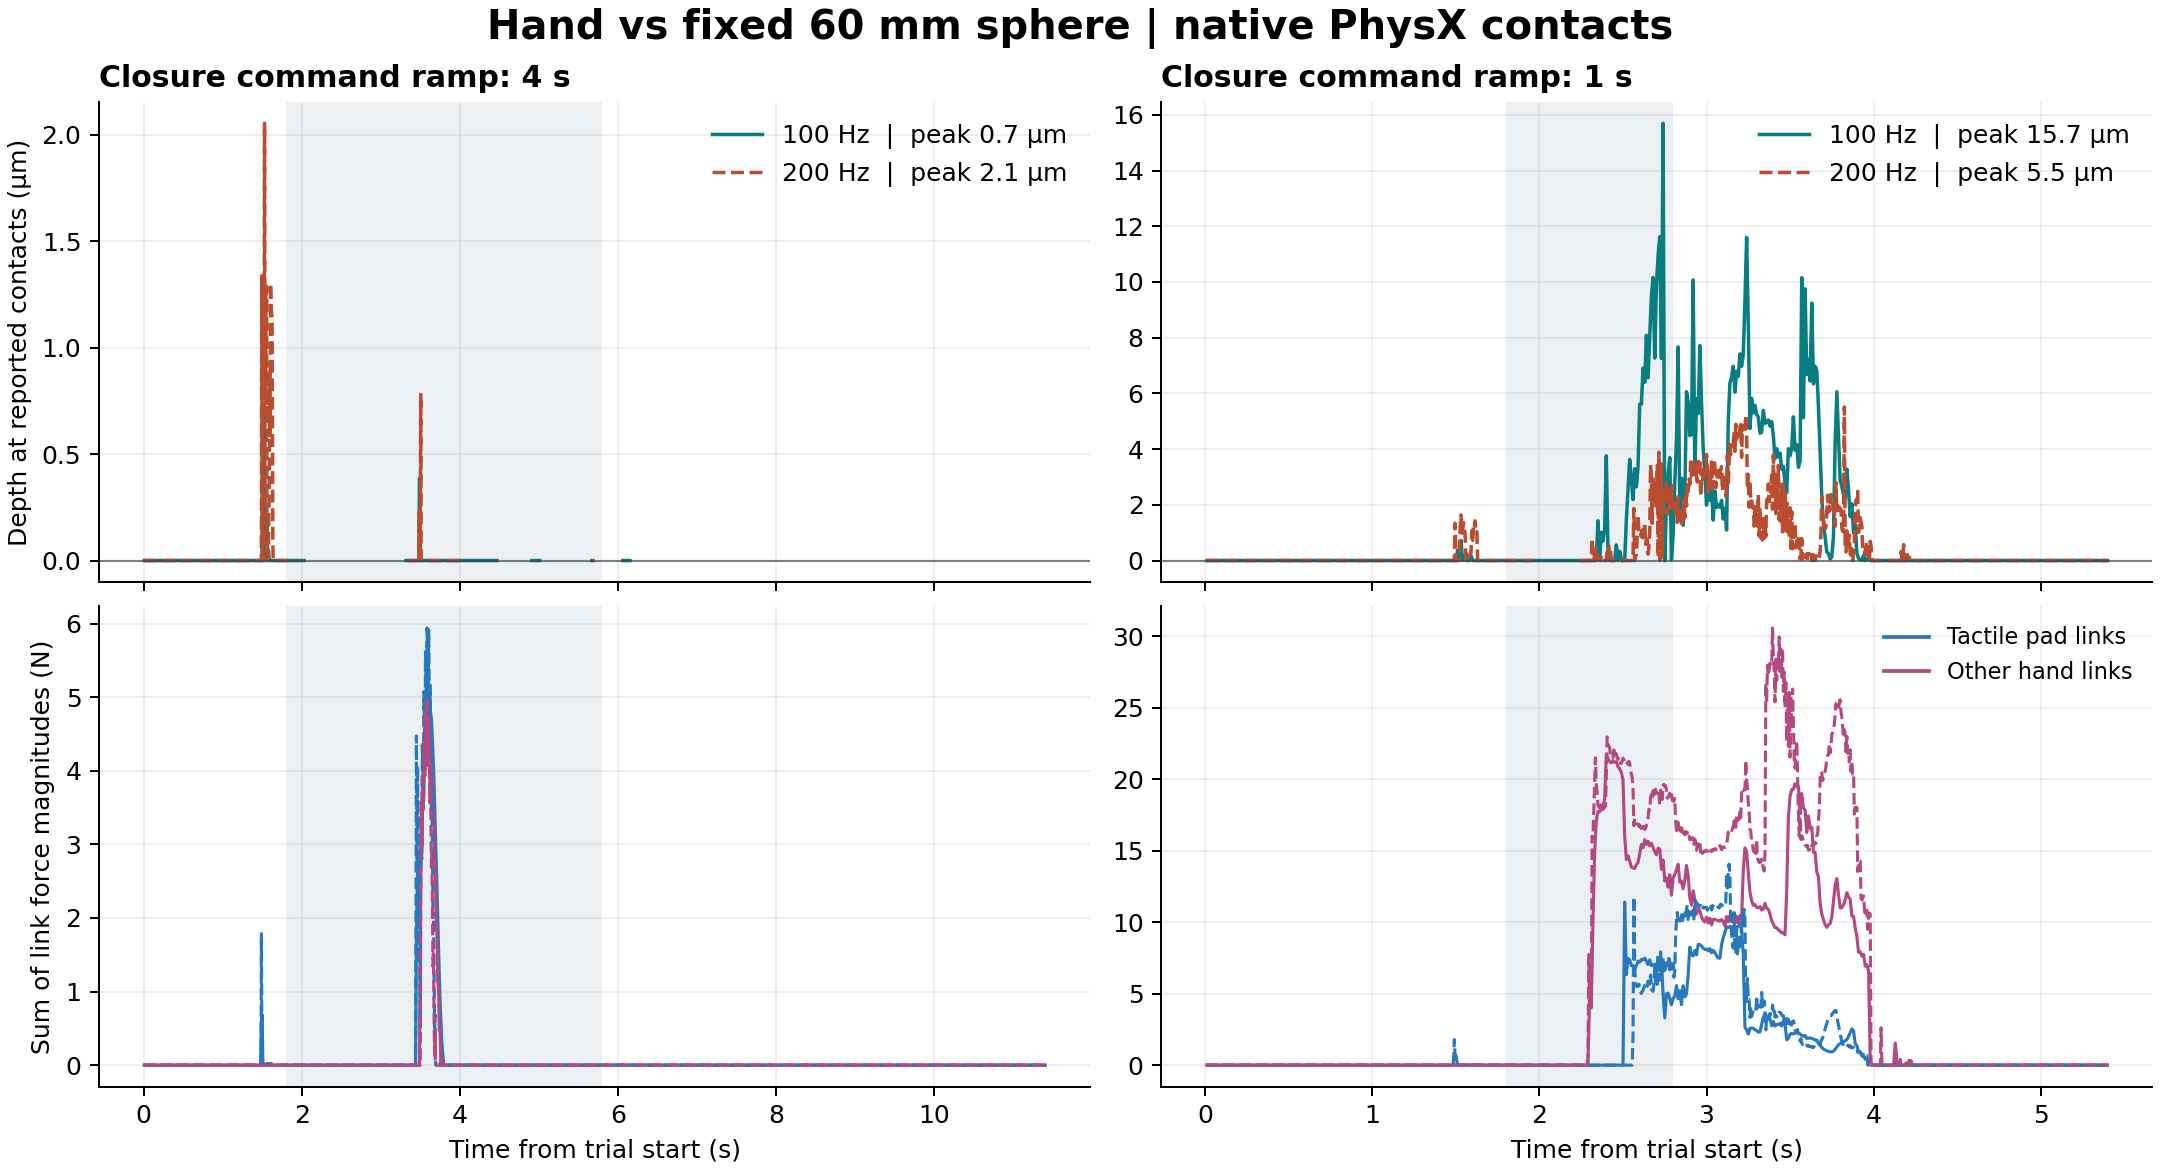 Hand vs fixed 60 mm sphere | native PhysX contacts
Closure command ramp: 4 s
Depth at reported contacts (µm)
2.0
1.5
1.0
0.5
0.0
100 Hz | peak 0.7 µm
200 Hz | peak 2.1 µm
Closure command ramp: 1 s
16
14
12
10
8
6
4
2
0
100 Hz | peak 15.7 µm
200 Hz | peak 5.5 µm
Sum of link force magnitudes (N)
6
5
4
3
2
1
0
0 2 4 6 8 10
Time from trial start (s)
30
25
20
15
10
5
0
Tactile pad links
Other hand links
0 1 2 3 4 5
Time from trial start (s)